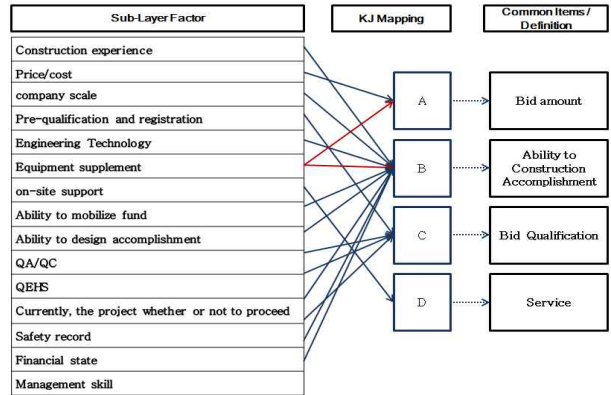 Sub-Layer Factor
KJ Mapping
Common Items /
Definition
Construction experience
Price/cost
company scale
Pre-qualification and registration
Engineering Technology
Equipment supplement
on-site support
Ability to mobilize fund
Ability to design accomplishment
QA/QC
QEHS
Currently, the project whether or not to proceed
Safety record
Financial state
Management skill
A
B
C
D
Bid amount
Ability to
Construction
Accomplishment
Bid Qualification
Service